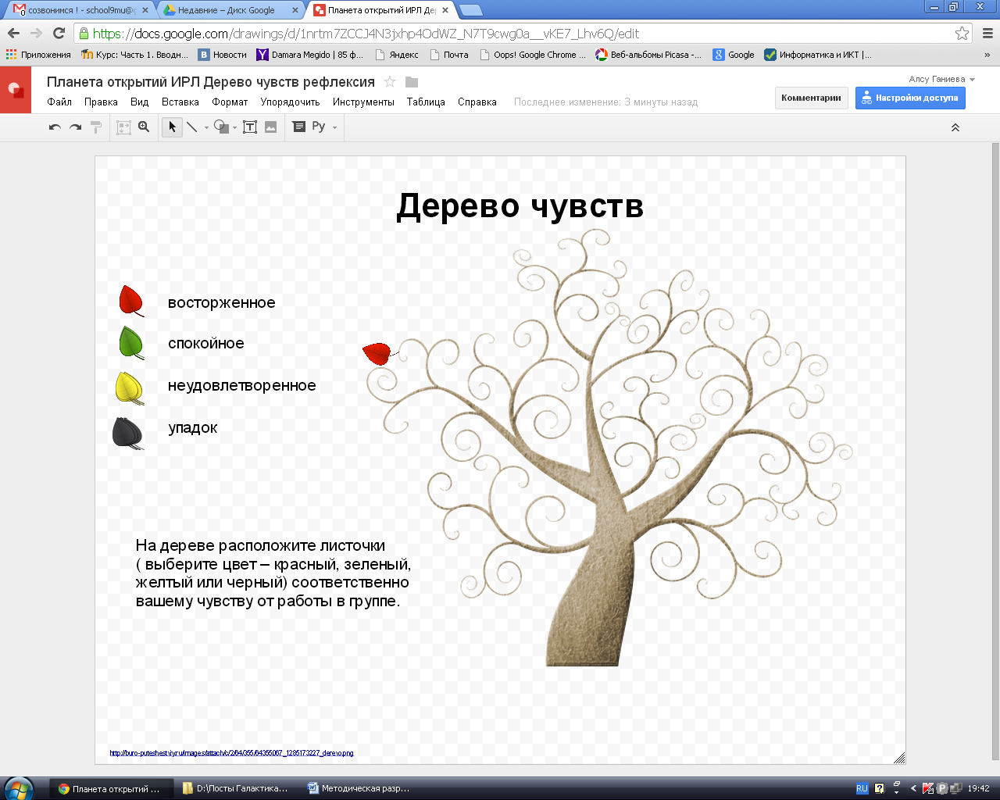 созвонимся ! - school9mu@
Недавние – Диск Google
Планета открытий ИРЛ Де
https://docs.google.com/drawings/d/1nrtm7ZCCJ4N3jxhp4OdWZ_N7T9cwg0a__vKE7_Lhv6Q/edit
Приложения
Курс: Часть 1. Вводн...
Новости
Damara Megido | 85 ф...
Яндекс
Почта
Oops! Google Chrome ...
Веб-альбомы Picasa -...
Google
Информатика и ИКТ |...
»
Планета открытий ИРЛ Дерево чувств рефлексия
Алсу Ганиева
Файл Правка Вид Вставка Формат Упорядочить Инструменты Таблица Справка Последнее изменение: 3 минуты назад
Комментарии
Настройки доступа
Ру
Дерево чувств
восторженное
спокойное
неудовлетворенное
упадок
На дереве расположите листочки
( выберите цвет – красный, зеленый,
желтый или черный) соответственно
вашему чувству от работы в группе.
Планета открытий ...
D:\Посты Галактика...
Методическая разр...
RU
19:42